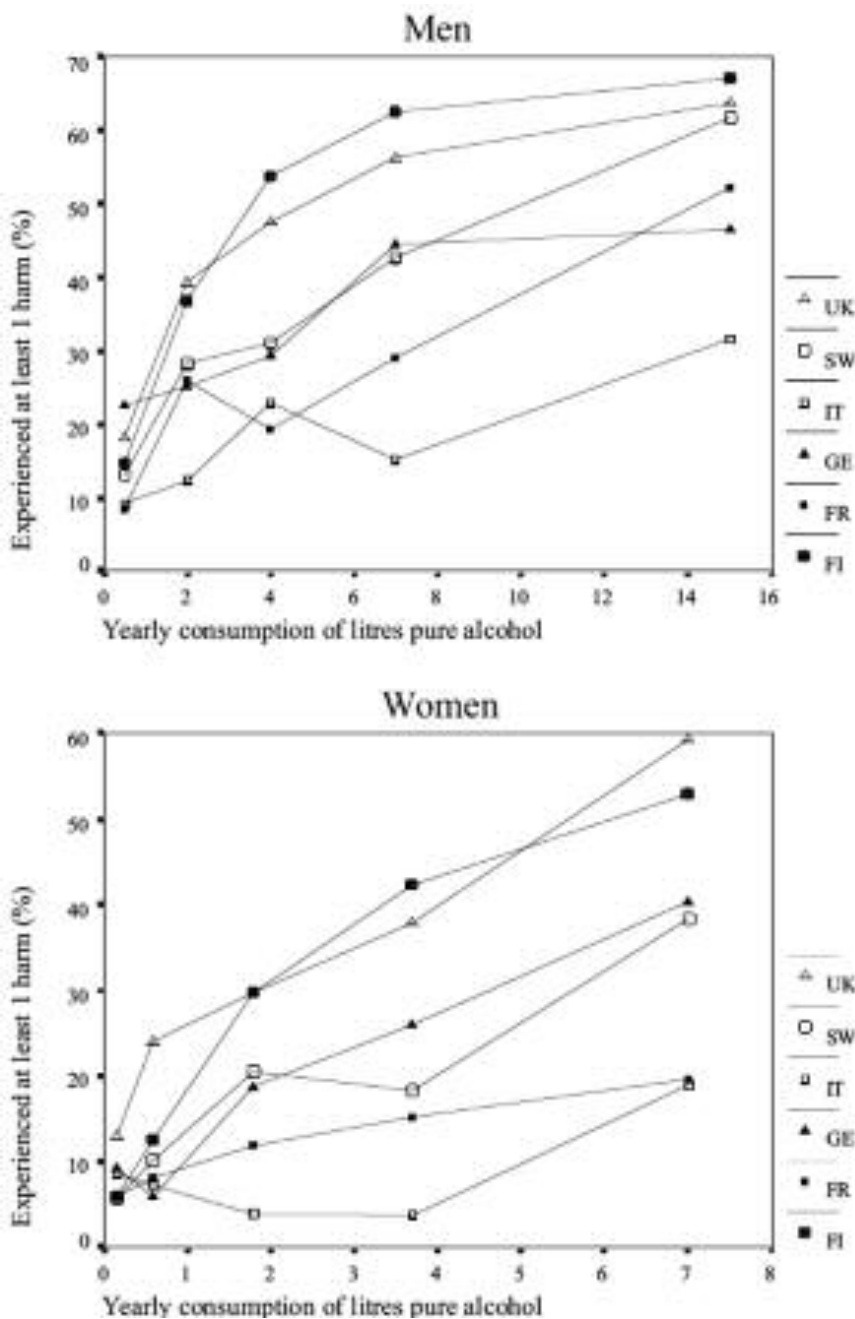 Men
Experienced at least 1 harm (%)
70
60
50
40
30
20
10
0
0 2 4 6 8 10 12 14 16
Yearly consumption of litres pure alcohol
UK
SW
IT
GE
FR
FI
Women
Experienced at least 1 harm (%)
60
50
40
30
20
10
0
0 1 2 3 4 5 6 7 8
Yearly consumption of litres pure alcohol
UK
SW
IT
GE
FR
FI